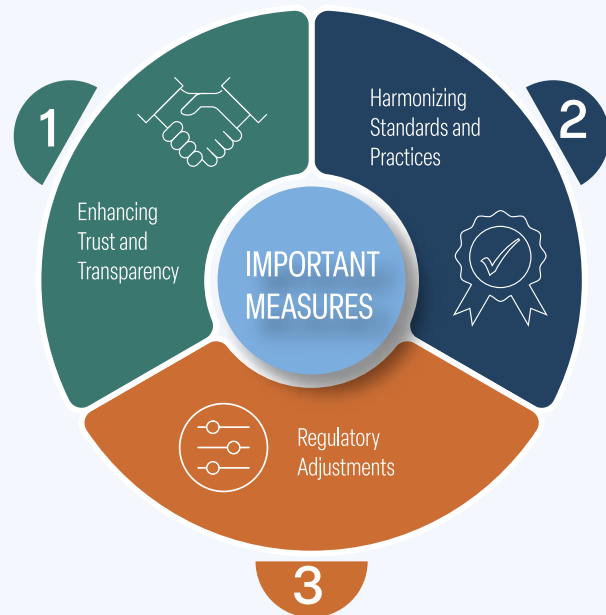 1
Enhancing
Trust and
Transparency
2
Harmonizing
Standards and
Practices
IMPORTANT
MEASURES
Regulatory
Adjustments
3